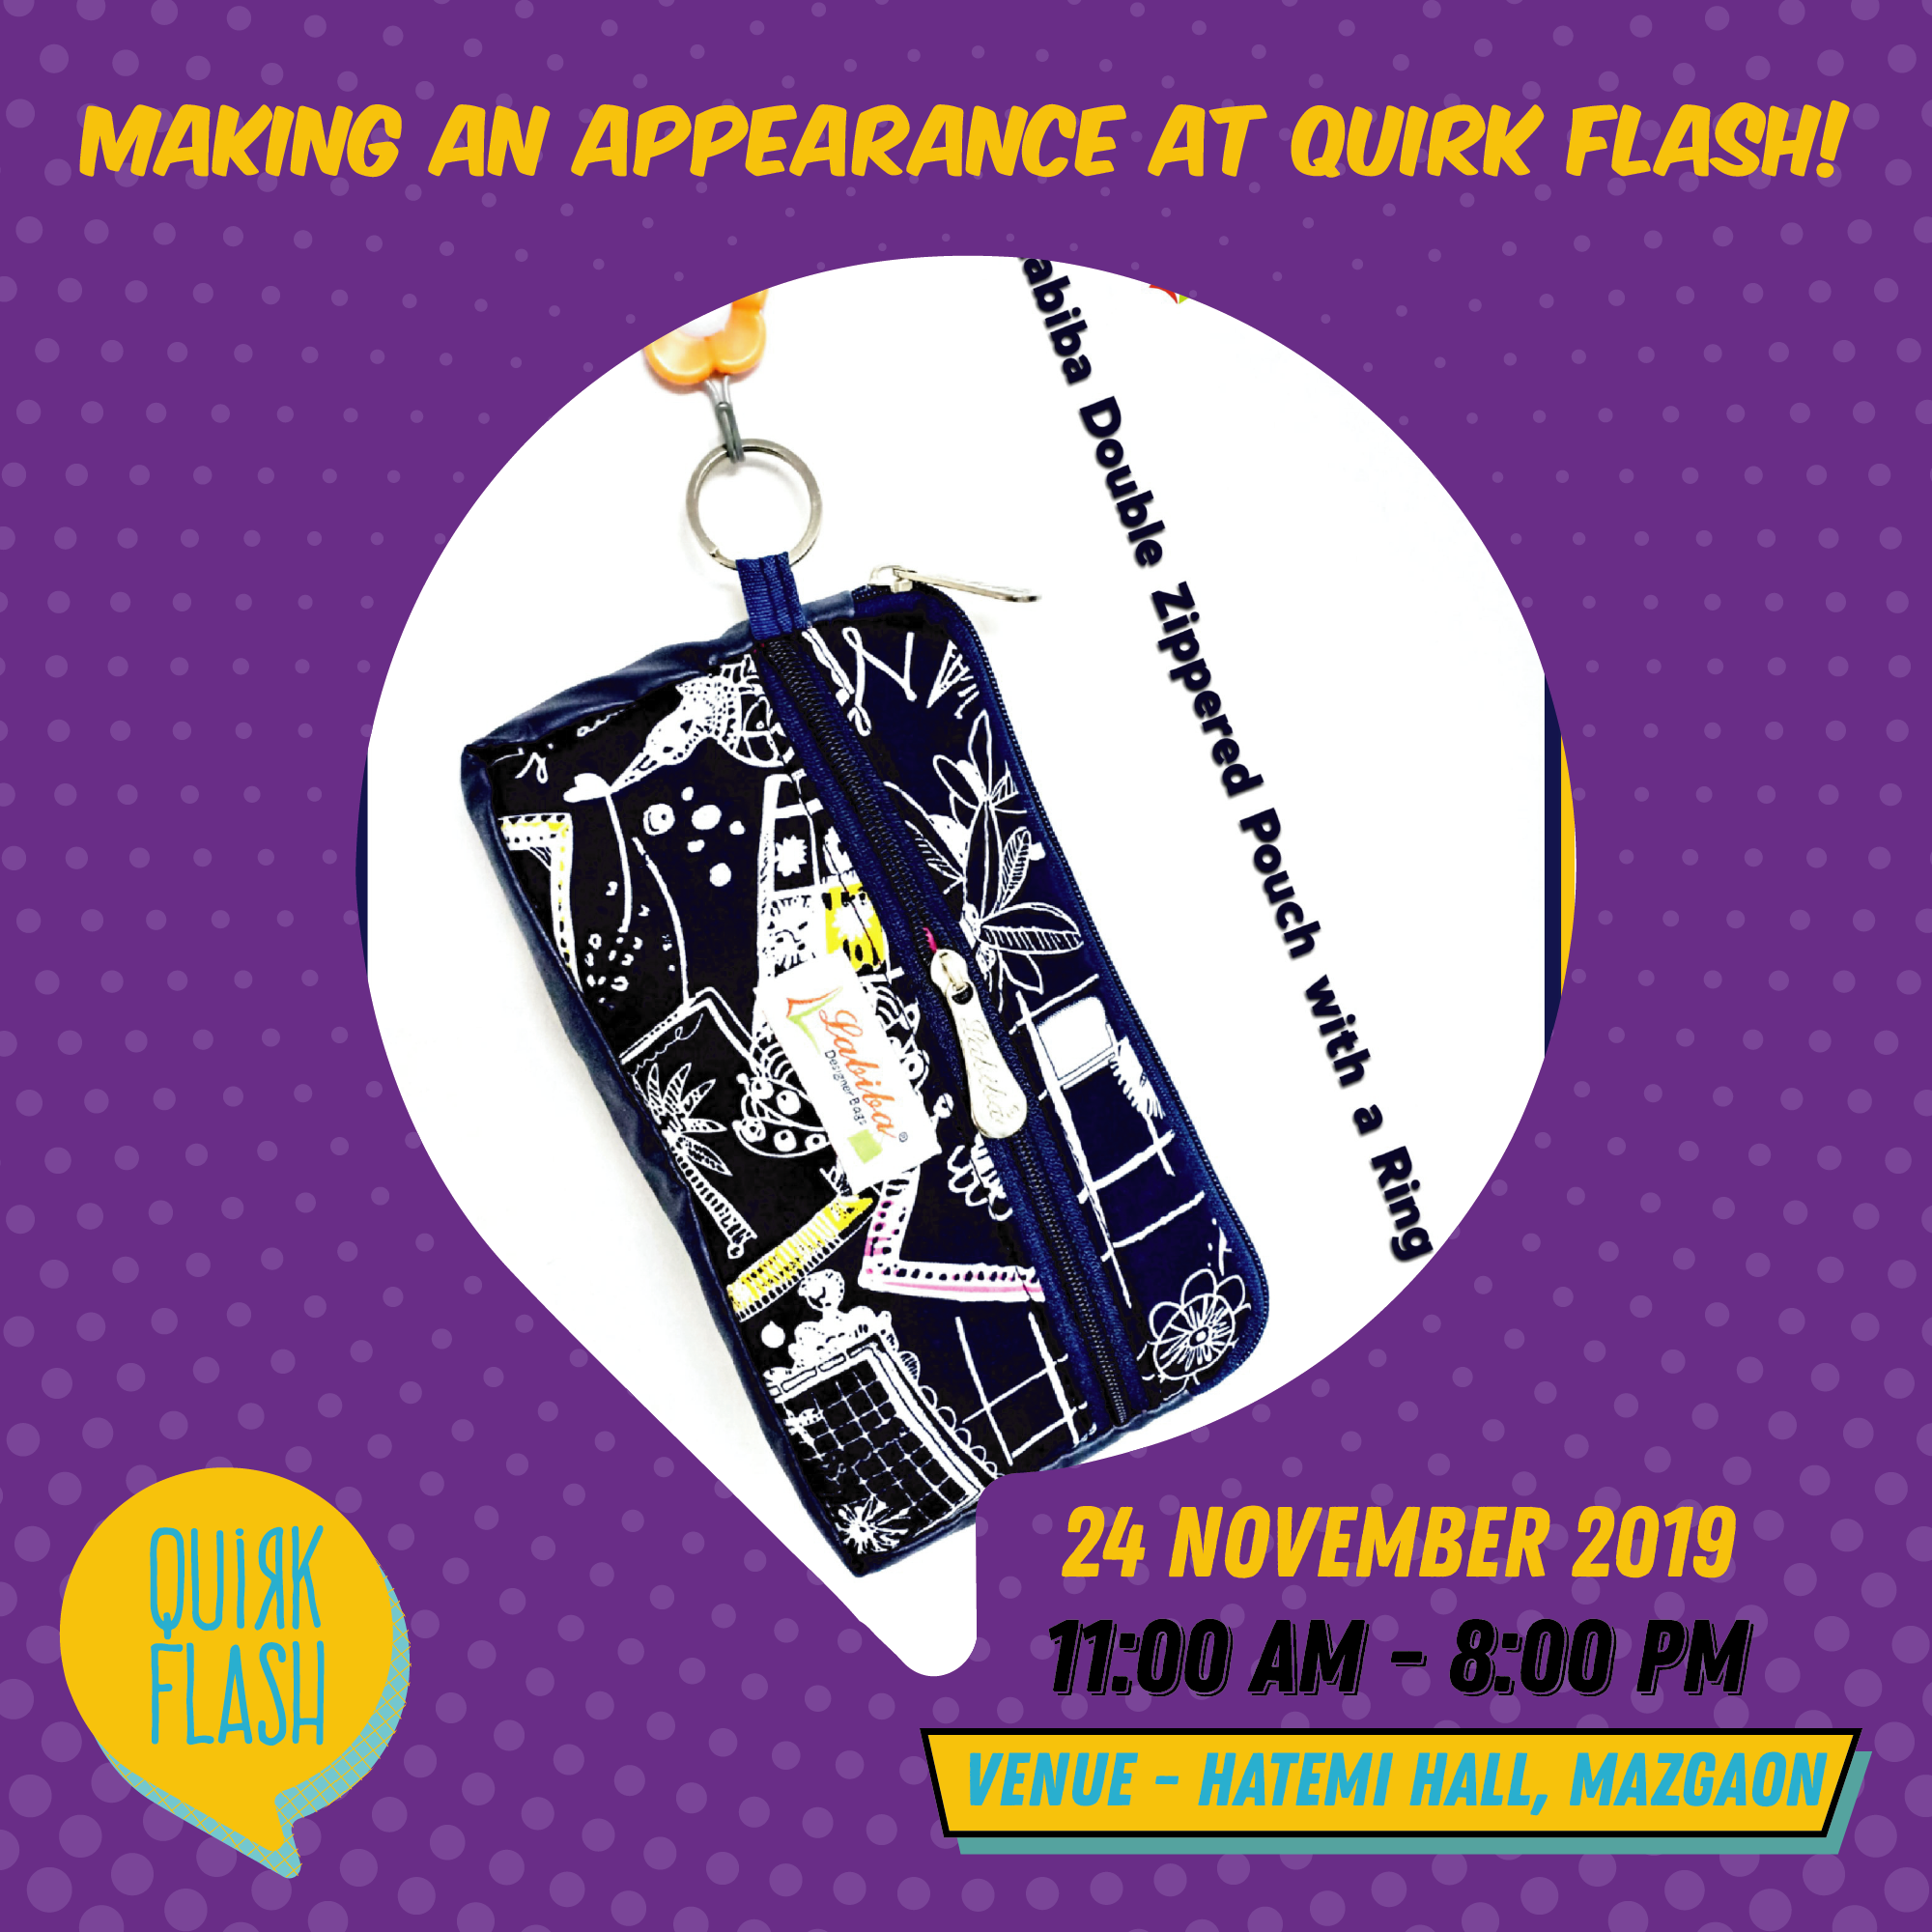 MAKING AN APPEARANCE AT QUIRK FLASH!
abiba Double Zippered Pouch with a Ring
Labiba®
Designer Bags
Labiba
QUiRK
FLASH
24 NOVEMBER 2019
11:00 AM - 8:00 PM
VENUE - HATEMI HALL, MAZGAON